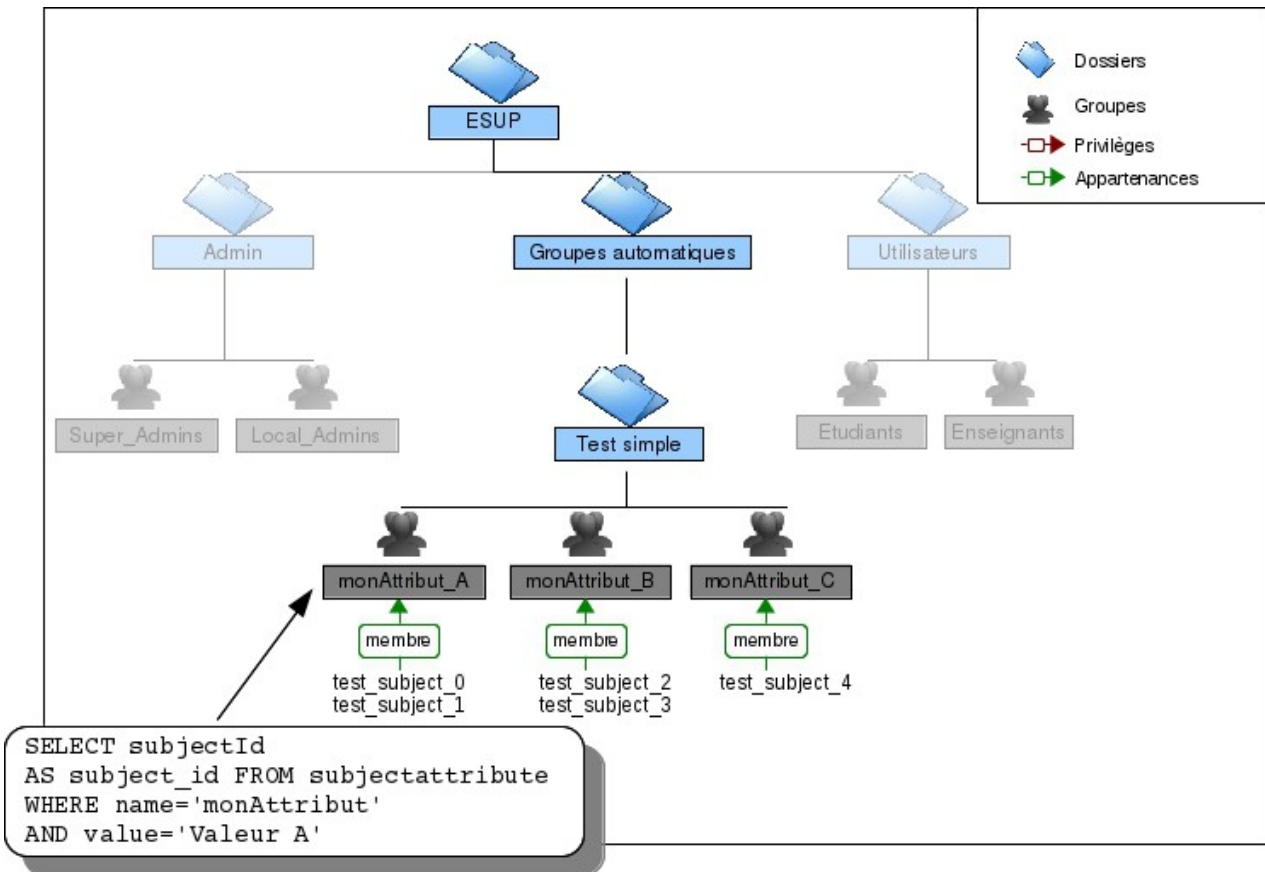 Dossiers
Groupes
Privilèges
Appartenances
ESUP
Admin
Groupes automatiques
Utilisateurs
Super_Admins
Local_Admins
Test simple
Etudiants
Enseignants
monAttribut_A
monAttribut_B
monAttribut_C
membre
membre
membre
test_subject_0
test_subject_1
test_subject_2
test_subject_3
test_subject_4
SELECT subjectId
AS subject_id FROM subjectattribute
WHERE name='monAttribut'
AND value='Valeur A'